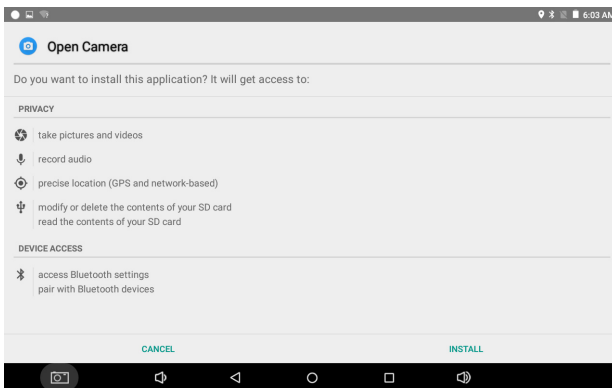 6:03 AM
Open Camera
Do you want to install this application? It will get access to:
PRIVACY
take pictures and videos
record audio
precise location (GPS and network-based)
modify or delete the contents of your SD card
read the contents of your SD card
DEVICE ACCESS
access Bluetooth settings
pair with Bluetooth devices
CANCEL
INSTALL